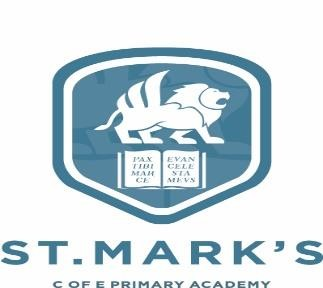 PAX EVAN
TIBI CELE
MAR STA
CE MEVS
ST.MARK'S
C OF E PRIMARY ACADEMY